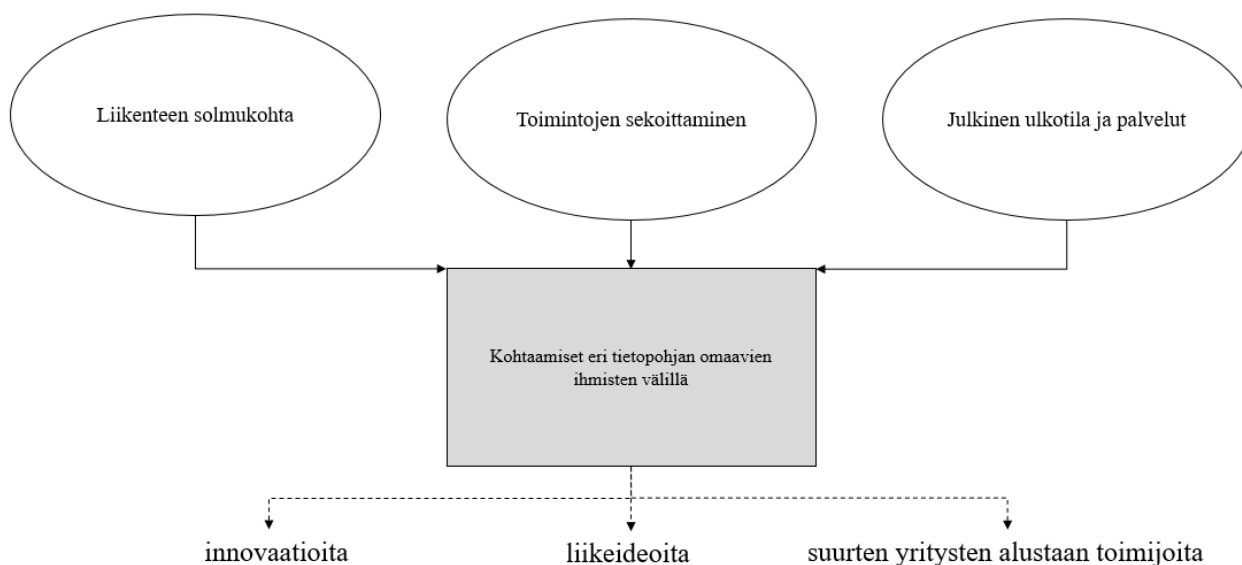 Liikenteen solmukohta
Toimintojen sekoittaminen
Julkinen ulkotila ja palvelut
Kohtaamiset eri tietopohjan omaavien
ihmisten välillä
innovaatioita
liikeideoita
suurten yritysten alustaan toimijoita